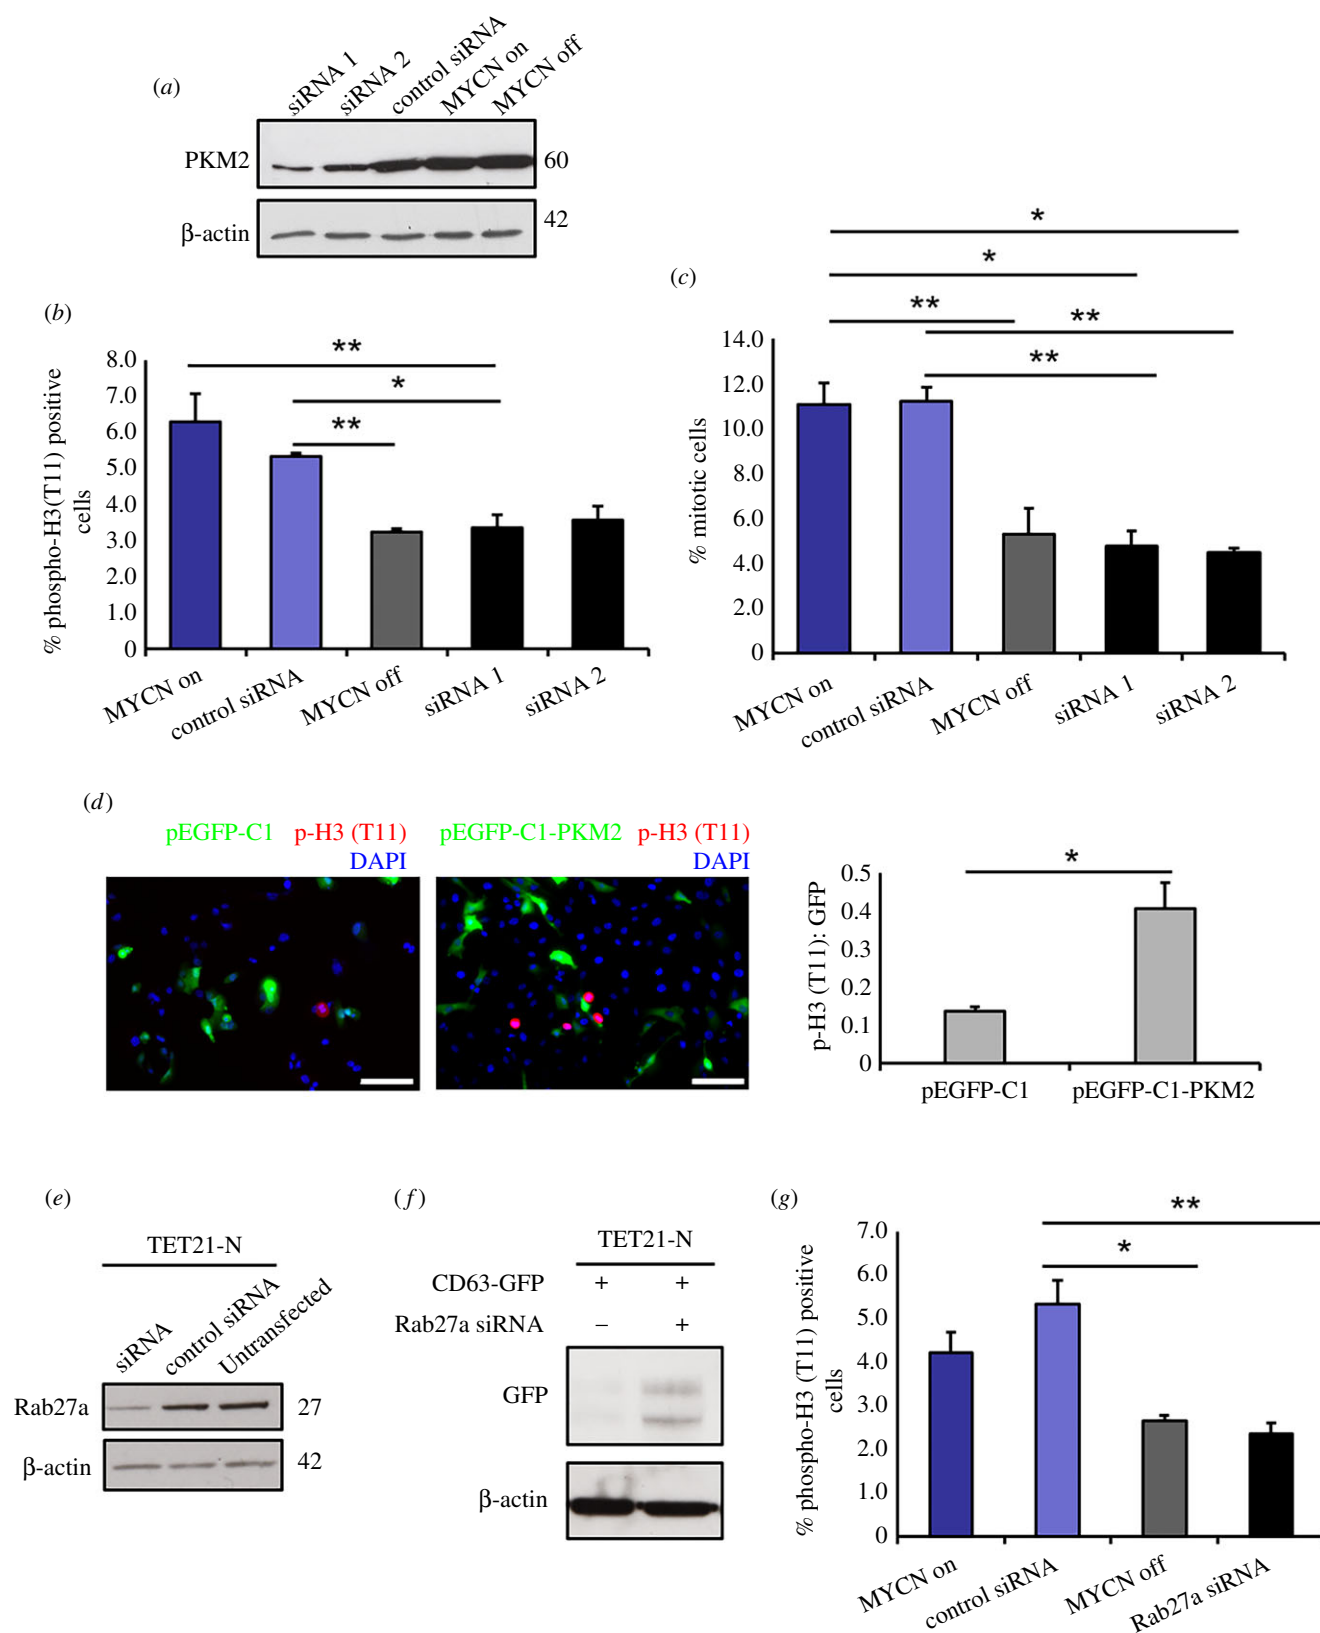 (a)
siRNA 1 siRNA 2 control siRNA MYCN on MYCN off
PKM2 60
β-actin 42
(b)
** * **
% phospho-H3(T11) positive
cells
8.0
7.0
6.0
5.0
4.0
3.0
2.0
1.0
0
MYCN on control siRNA MYCN off siRNA 1 siRNA 2
(c)
* * ** ** **
% mitotic cells
14.0
12.0
10.0
8.0
6.0
4.0
2.0
0
MYCN on control siRNA MYCN off siRNA 1 siRNA 2
(d)
pEGFP-C1 p-H3 (T11)
DAPI
pEGFP-C1-PKM2 p-H3 (T11)
DAPI
*
p-H3 (T11): GFP
0.5
0.4
0.3
0.2
0.1
0
pEGFP-C1 pEGFP-C1-PKM2
(e)
TET21-N
siRNA control siRNA Untransfected
Rab27a 27
β-actin 42
(f)
TET21-N
CD63-GFP + +
Rab27a siRNA – +
GFP
β-actin
(g)
** *
% phospho-H3 (T11) positive
cells
7.0
6.0
5.0
4.0
3.0
2.0
1.0
0
MYCN on control siRNA MYCN off Rab27a siRNA